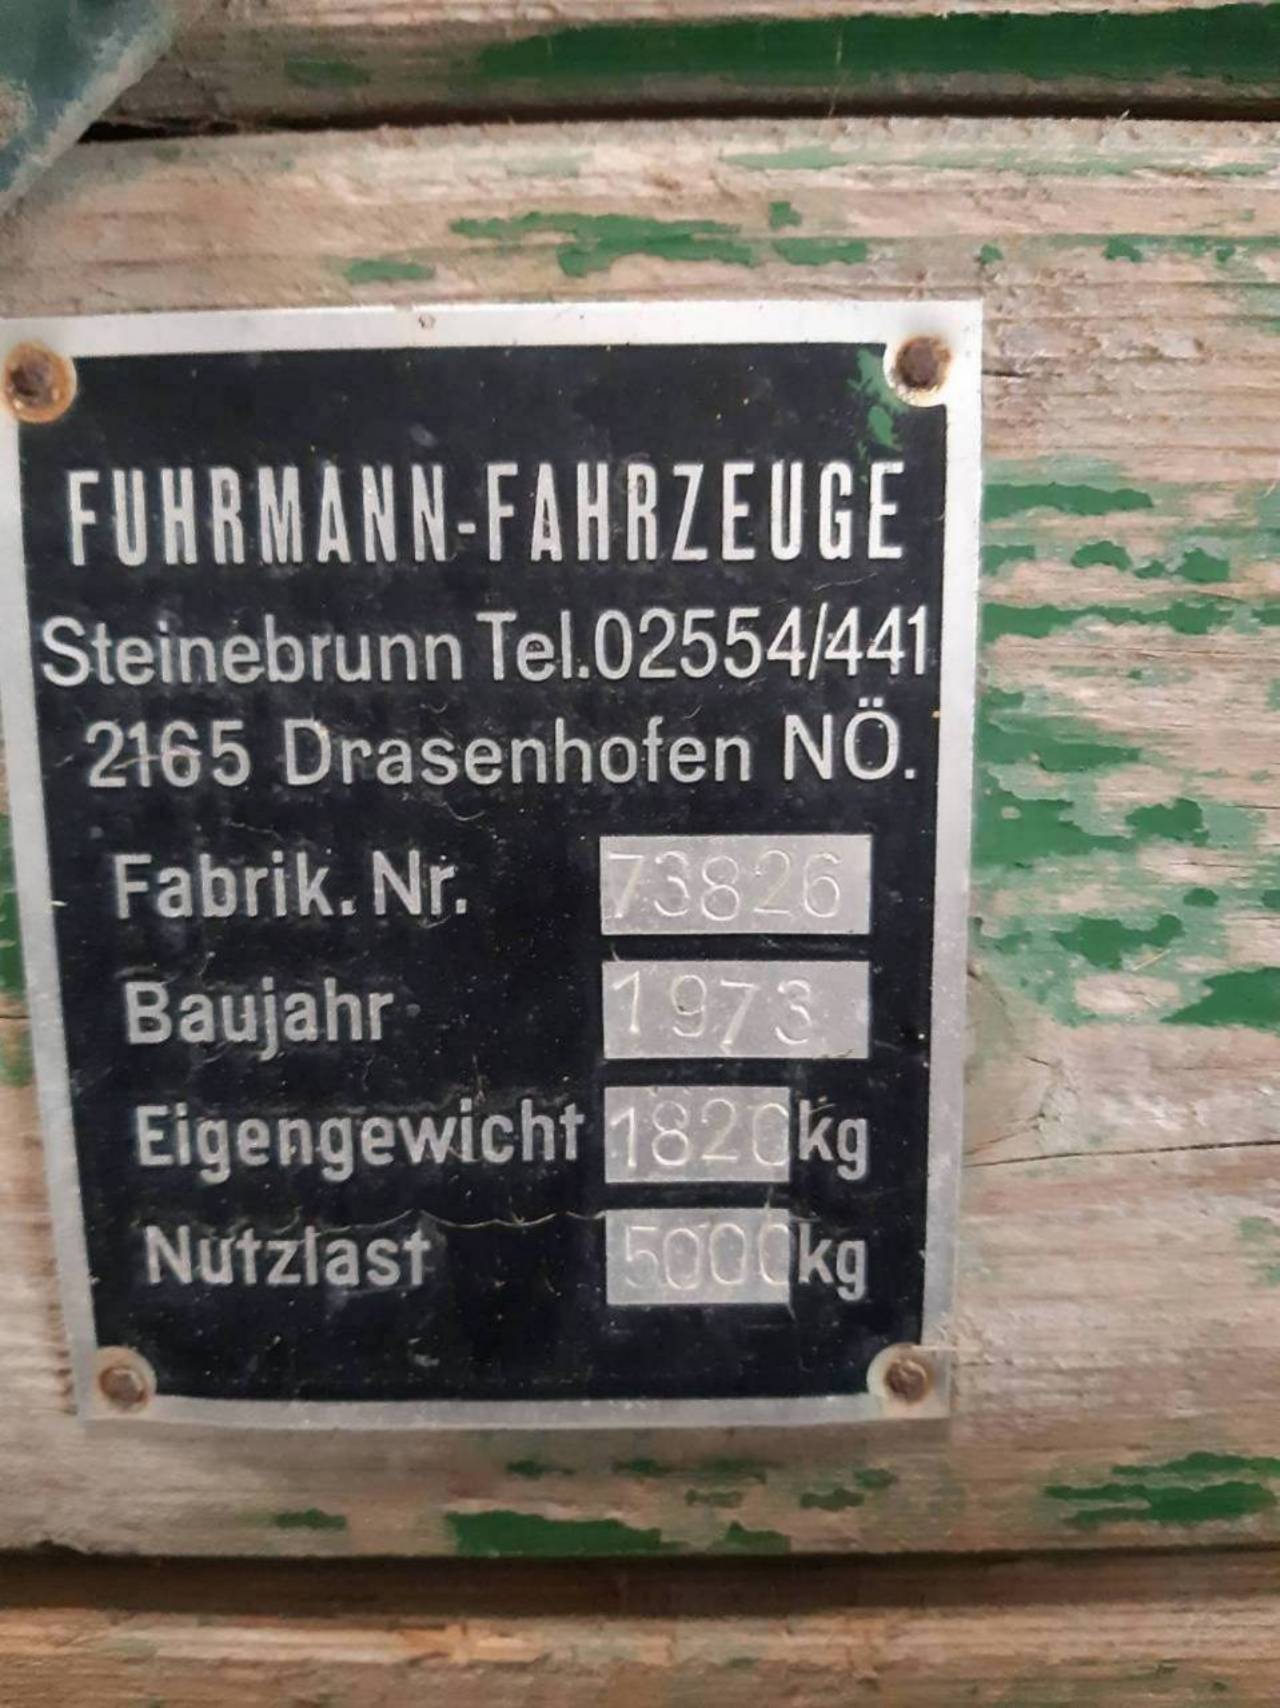 FUHRMANN-FAHRZEUGE
Steinebrunn Tel.02554/441
2165 Drasenhofen NÖ.
Fabrik. Nr. 73826
Baujahr 1973
Eigengewicht 1820 kg
Nutzlast 5000 kg